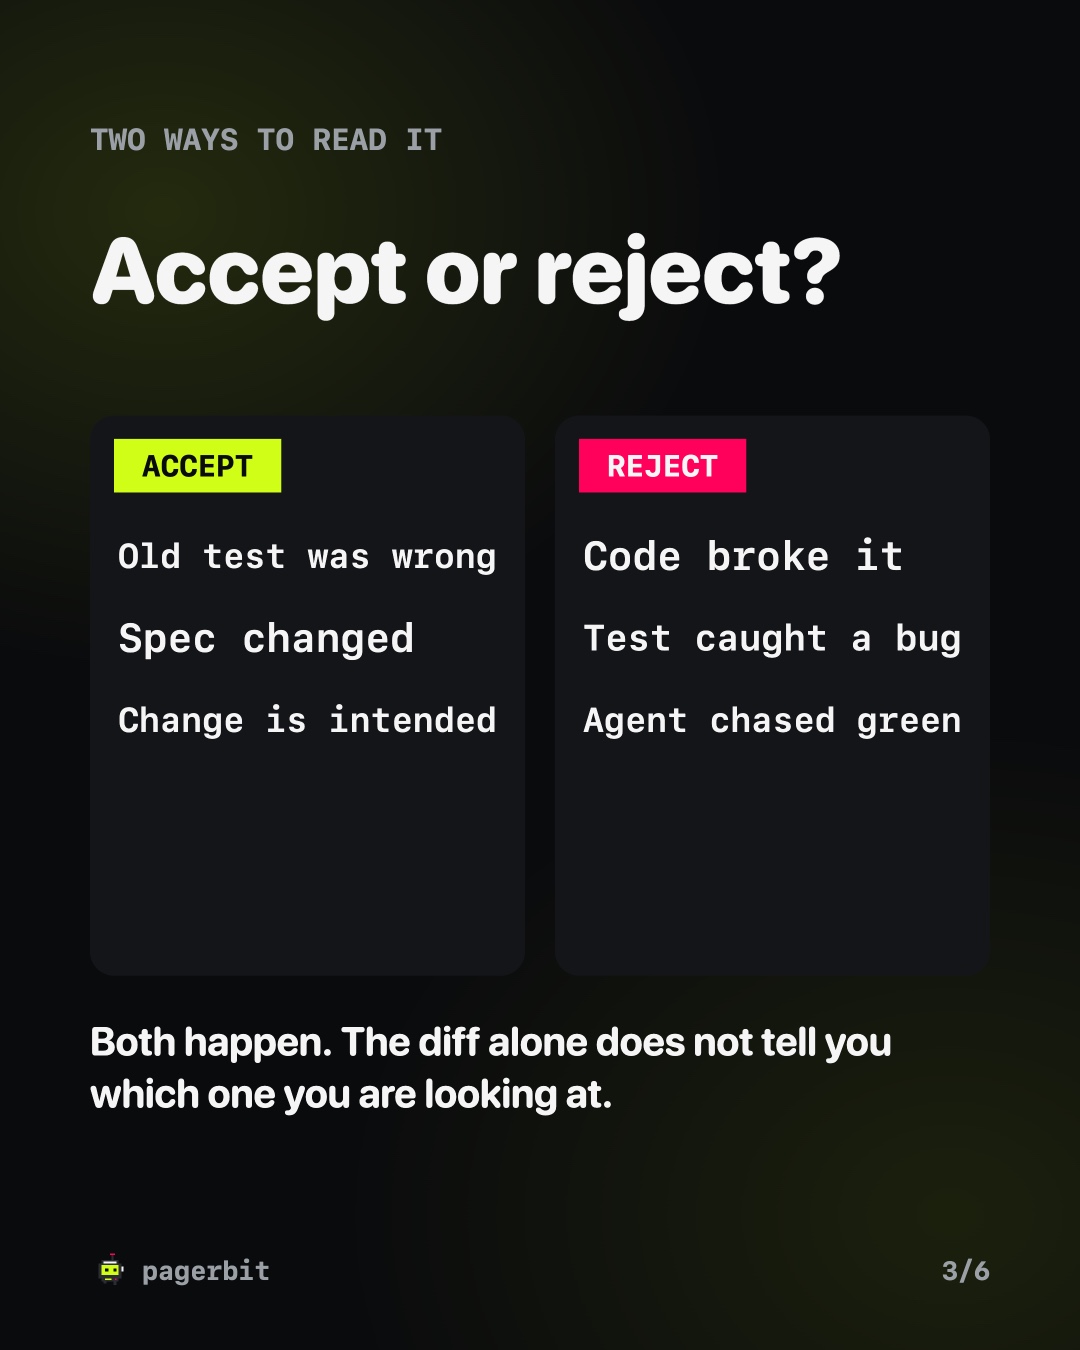 TWO WAYS TO READ IT
Accept or reject?
ACCEPT
Old test was wrong
Spec changed
Change is intended
REJECT
Code broke it
Test caught a bug
Agent chased green
Both happen. The diff alone does not tell you
which one you are looking at.
pagerbit
3/6